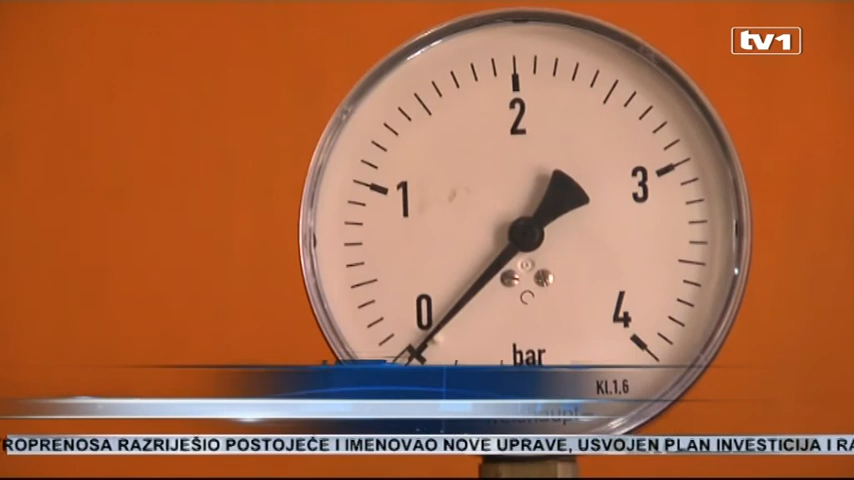 tv1
2
1
3
0
4
bar
KI.1,6
ROPRENOSA RAZRIJEŠIO POSTOJEĆE I IMENOVAO NOVE UPRAVE, USVOJEN PLAN INVESTICIJA I RA